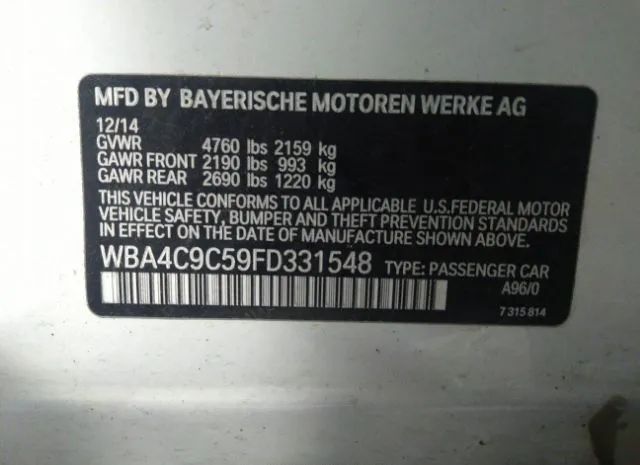 MFD BY BAYERISCHE MOTOREN WERKE AG
12/14
GVWR 4760 lbs 2159 kg
GAWR FRONT 2190 lbs 993 kg
GAWR REAR 2690 lbs 1220 kg
THIS VEHICLE CONFORMS TO ALL APPLICABLE U.S.FEDERAL MOTOR
VEHICLE SAFETY, BUMPER AND THEFT PREVENTION STANDARDS
IN EFFECT ON THE DATE OF MANUFACTURE SHOWN ABOVE.
WBA4C9C59FD331548 TYPE: PASSENGER CAR
A96/0
7 315 814